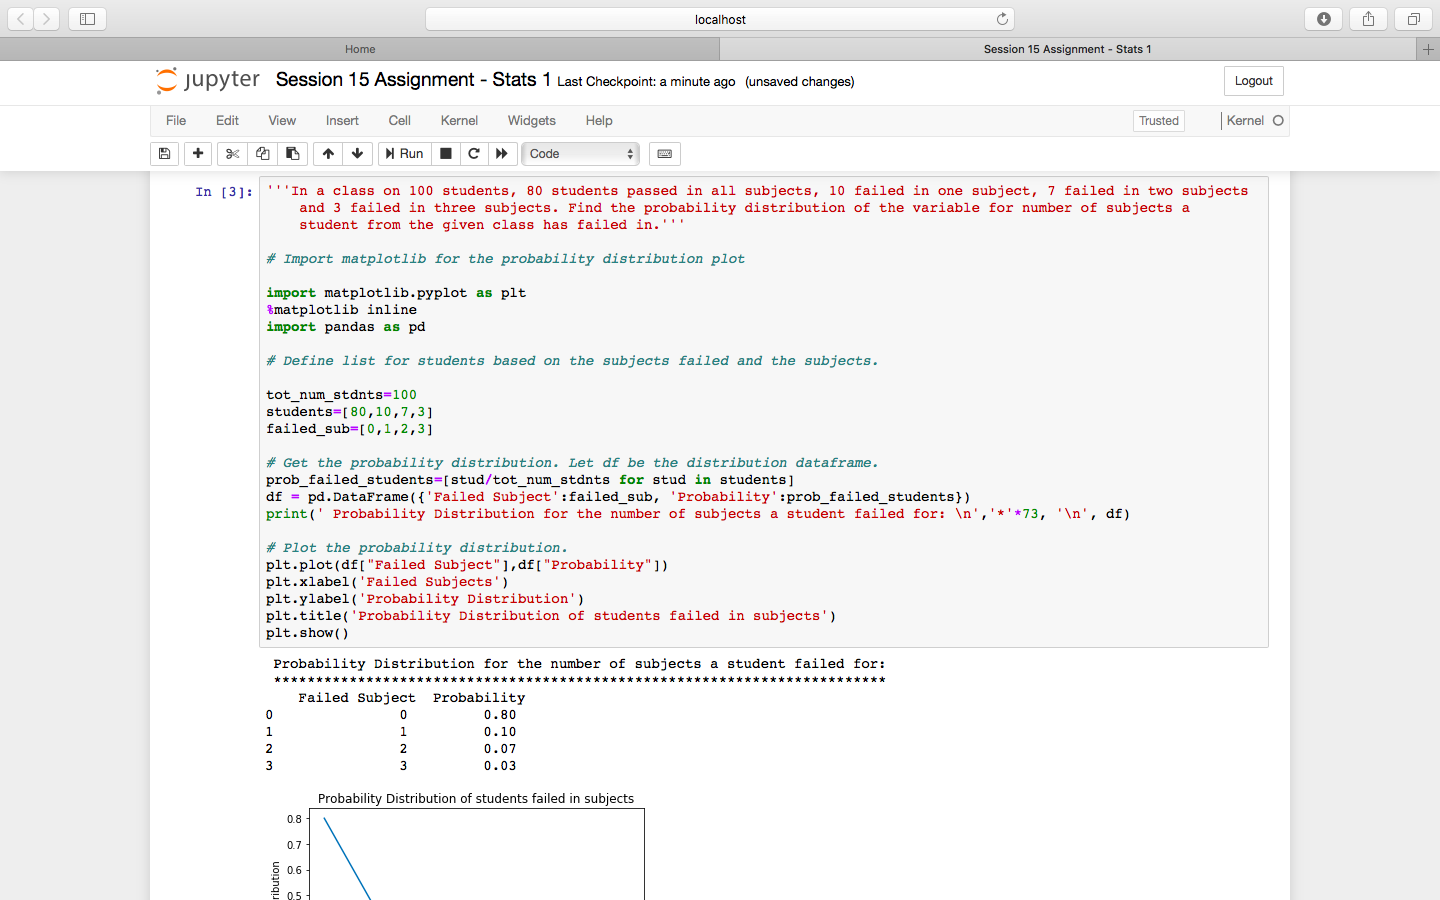 localhost
Home
Session 15 Assignment - Stats 1
jupyter Session 15 Assignment - Stats 1 Last Checkpoint: a minute ago (unsaved changes)
Logout
File Edit View Insert Cell Kernel Widgets Help
Trusted
Kernel
Run
Code
In [3]:
'''In a class on 100 students, 80 students passed in all subjects, 10 failed in one subject, 7 failed in two subjects
and 3 failed in three subjects. Find the probability distribution of the variable for number of subjects a
student from the given class has failed in.'''
# Import matplotlib for the probability distribution plot
import matplotlib.pyplot as plt
%matplotlib inline
import pandas as pd
# Define list for students based on the subjects failed and the subjects.
tot_num_stdnts=100
students=[80,10,7,3]
failed_sub=[0,1,2,3]
# Get the probability distribution. Let df be the distribution dataframe.
prob_failed_students=[stud/tot_num_stdnts for stud in students]
df = pd.DataFrame({'Failed Subject':failed_sub, 'Probability':prob_failed_students})
print(' Probability Distribution for the number of subjects a student failed for: \n','*'*73, '\n', df)
# Plot the probability distribution.
plt.plot(df["Failed Subject"],df["Probability"])
plt.xlabel('Failed Subjects')
plt.ylabel('Probability Distribution')
plt.title('Probability Distribution of students failed in subjects')
plt.show()
Probability Distribution for the number of subjects a student failed for:
*************************************************************************
Failed Subject Probability
0 0 0.80
1 1 0.10
2 2 0.07
3 3 0.03
Probability Distribution of students failed in subjects
0.8
0.7
0.6
0.5
ribution